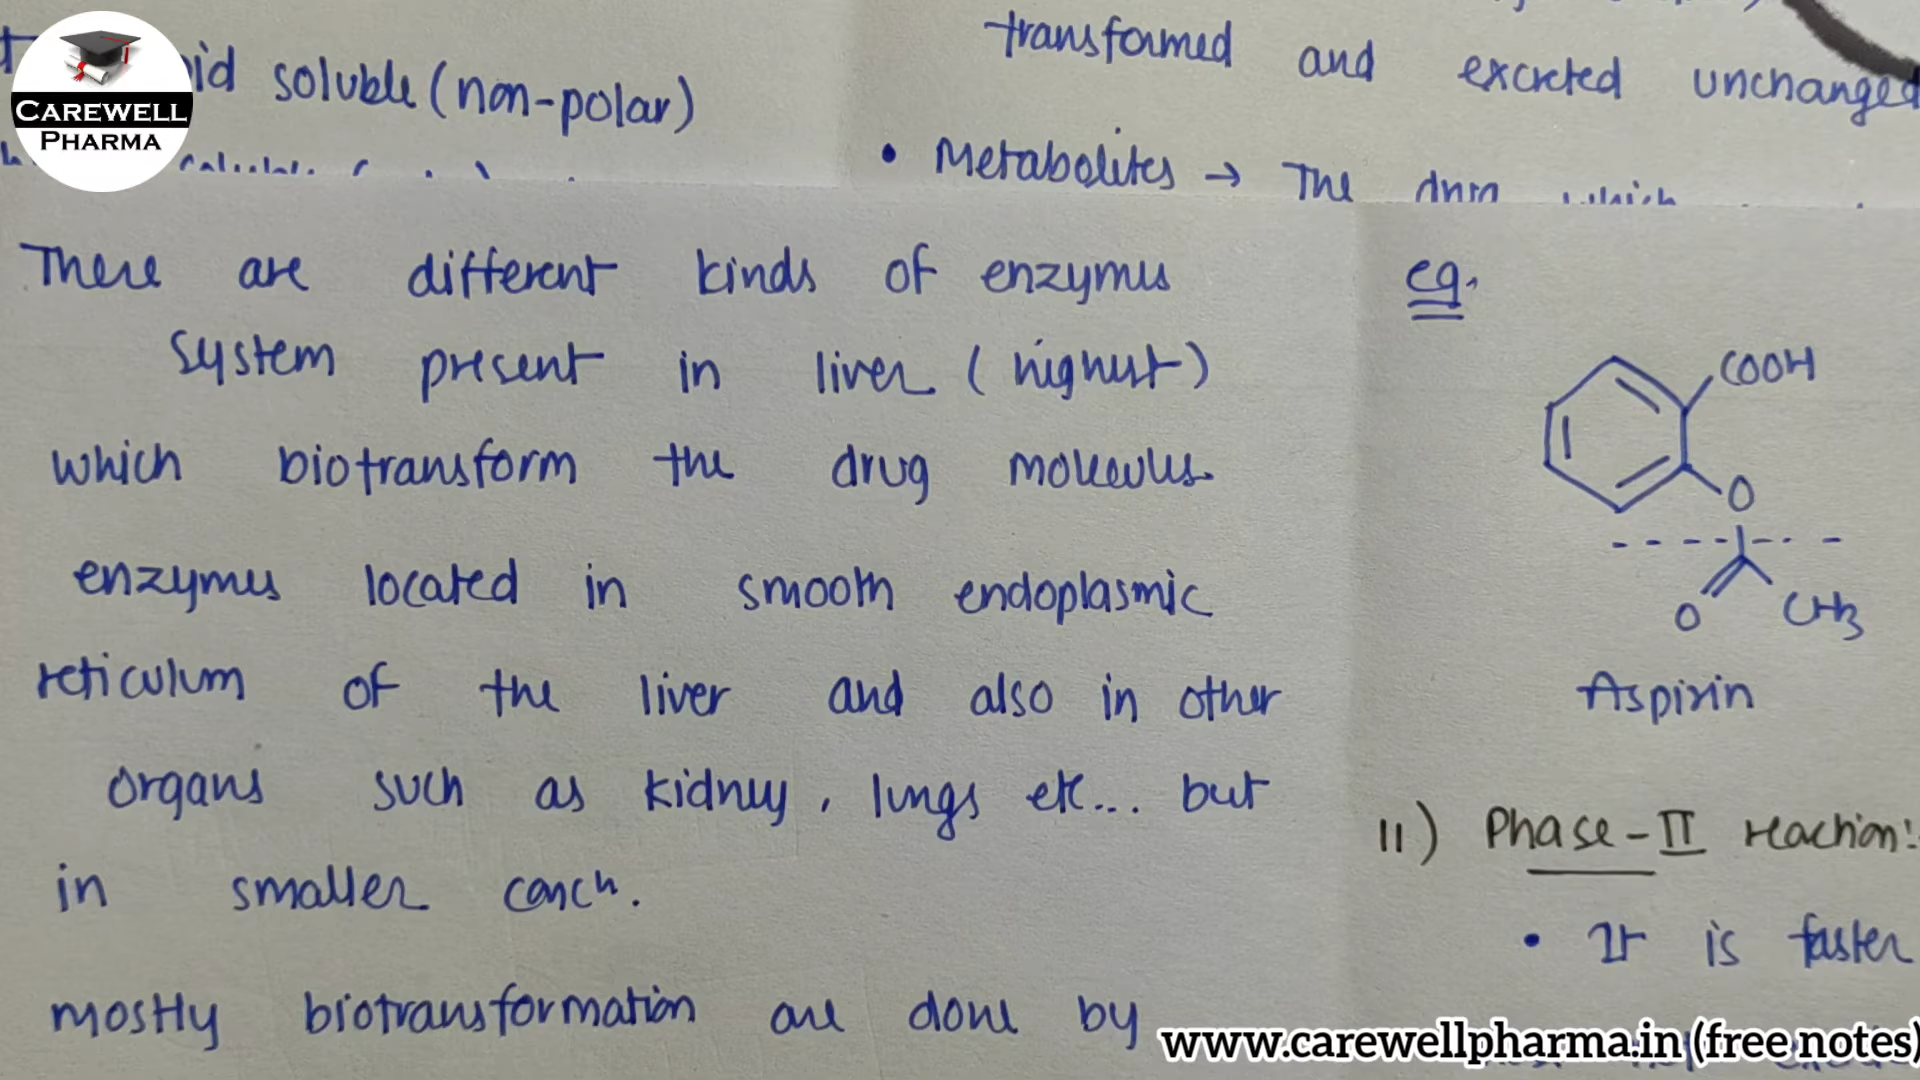 CAREWELL
PHARMA
soluble (non-polar)
transformed and excreted unchanged
• Metabolites → The drug which
There are different kinds of enzymes
system present in liver (highest)
which biotransform the drug molecules.
enzymes located in smooth endoplasmic
reticulum of the liver and also in other
organs such as kidney, lungs etc... but
in smaller concn.
mostly biotransformation are done by
eg.
COOH
O
O
CH3
Aspirin
II) Phase-II reaction:
• It is faster
www.carewellpharma.in (free notes)